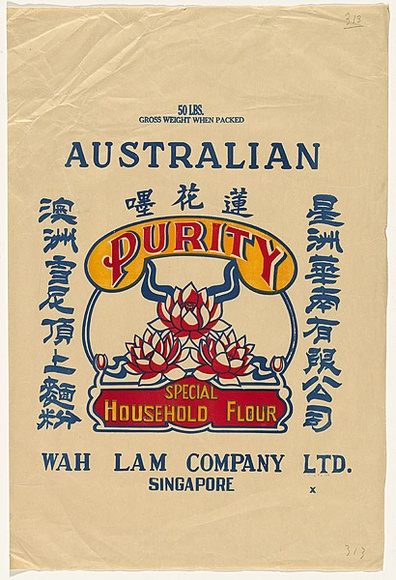 313
50 LBS.
GROSS WEIGHT WHEN PACKED
AUSTRALIAN
蓮花嘜
星洲華南有限公司
澳洲雪花頂上麵粉
PURITY
SPECIAL
HOUSEHOLD FLOUR
WAH LAM COMPANY LTD.
SINGAPORE
x
313